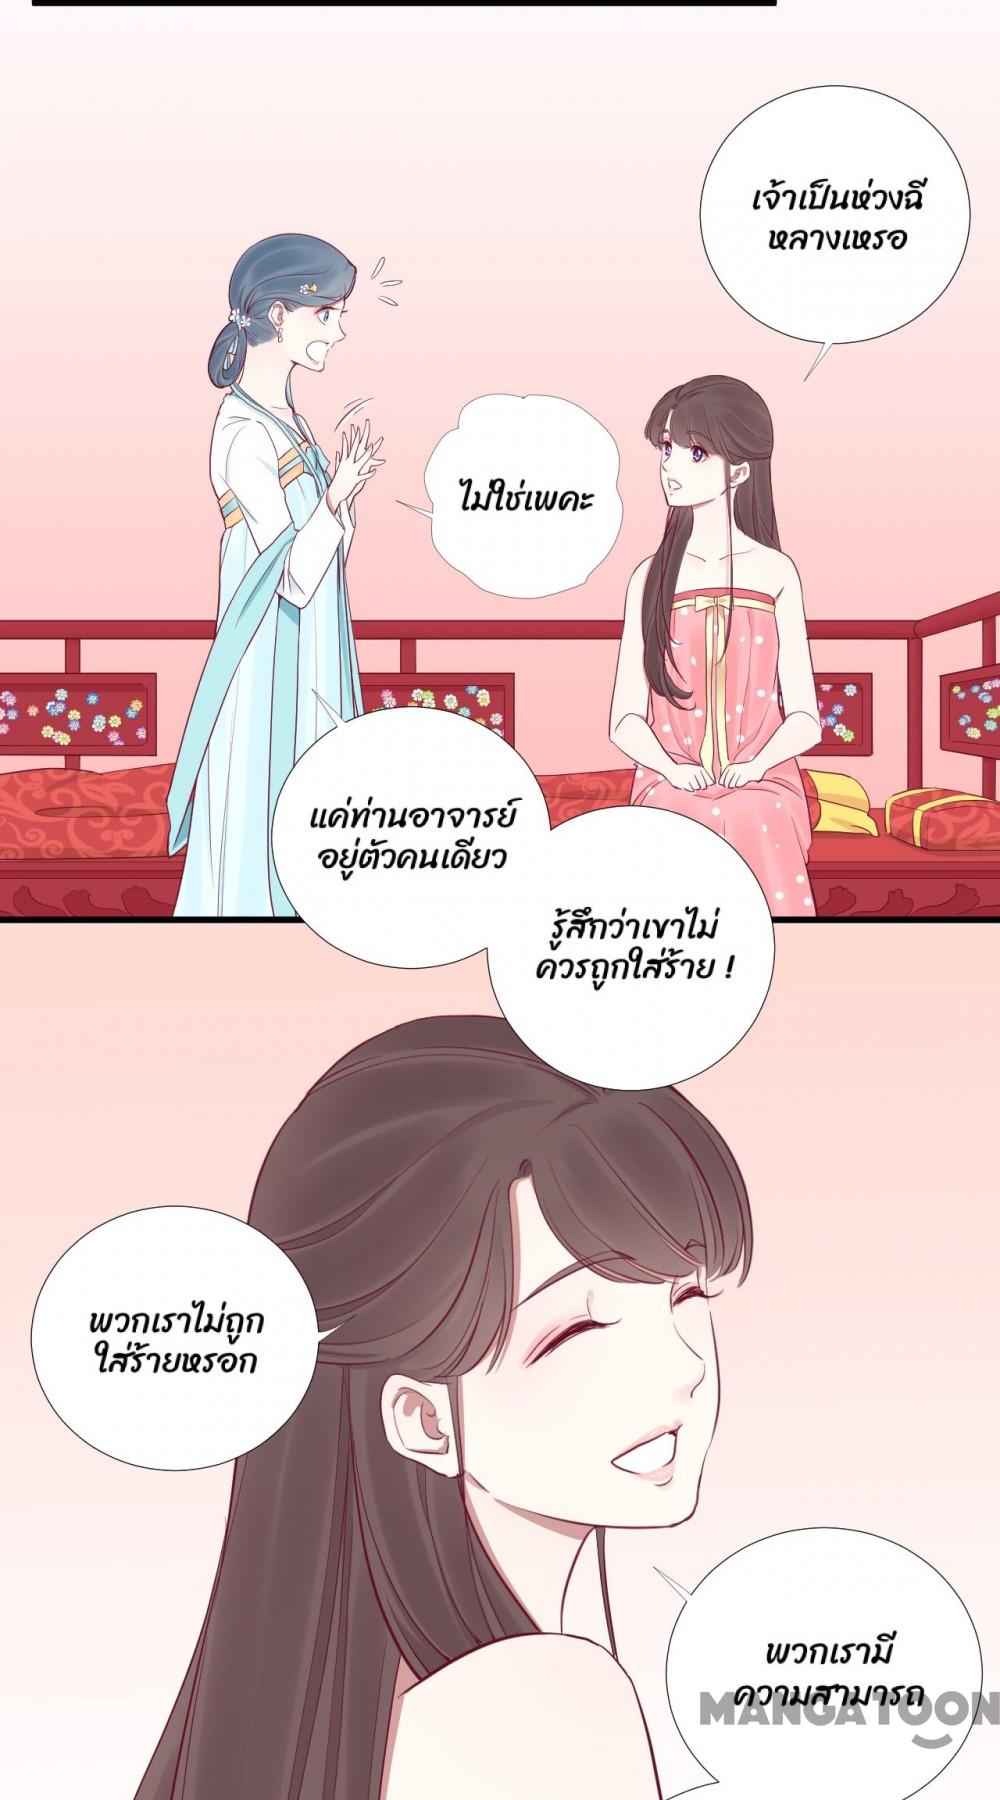 เจ้าเป็นห่วงฉี
หลางเหรอ
ไม่ใช่เพคะ
แค่ท่านอาจารย์
อยู่ตัวคนเดียว
รู้สึกว่าเขาไม่
ควรถูกใส่ร้าย !
พวกเราไม่ถูก
ใส่ร้ายหรอก
พวกเรามี
ความสามารถ
MANGATOON